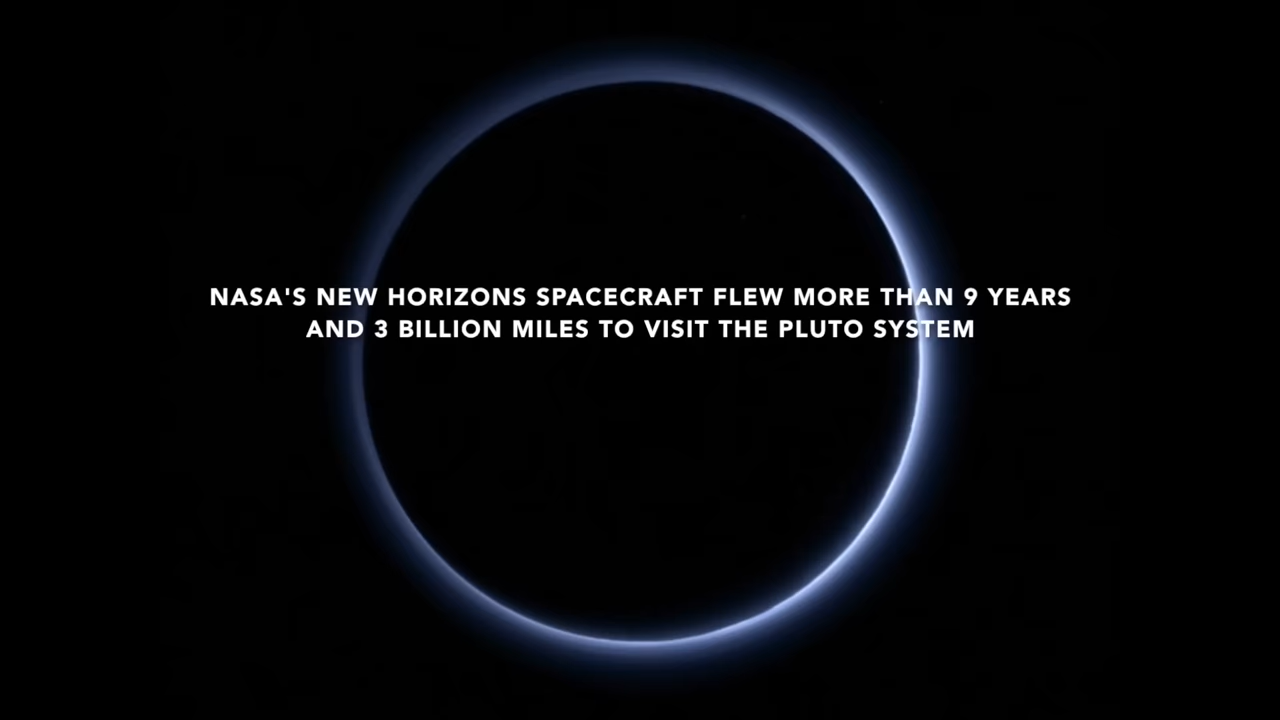 NASA'S NEW HORIZONS SPACECRAFT FLEW MORE THAN 9 YEARS
AND 3 BILLION MILES TO VISIT THE PLUTO SYSTEM